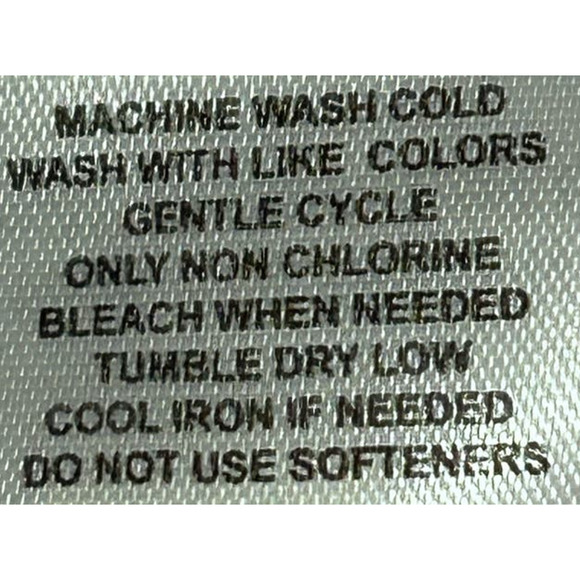 MACHINE WASH COLD
WASH WITH LIKE COLORS
GENTLE CYCLE
ONLY NON CHLORINE
BLEACH WHEN NEEDED
TUMBLE DRY LOW
COOL IRON IF NEEDED
DO NOT USE SOFTENERS